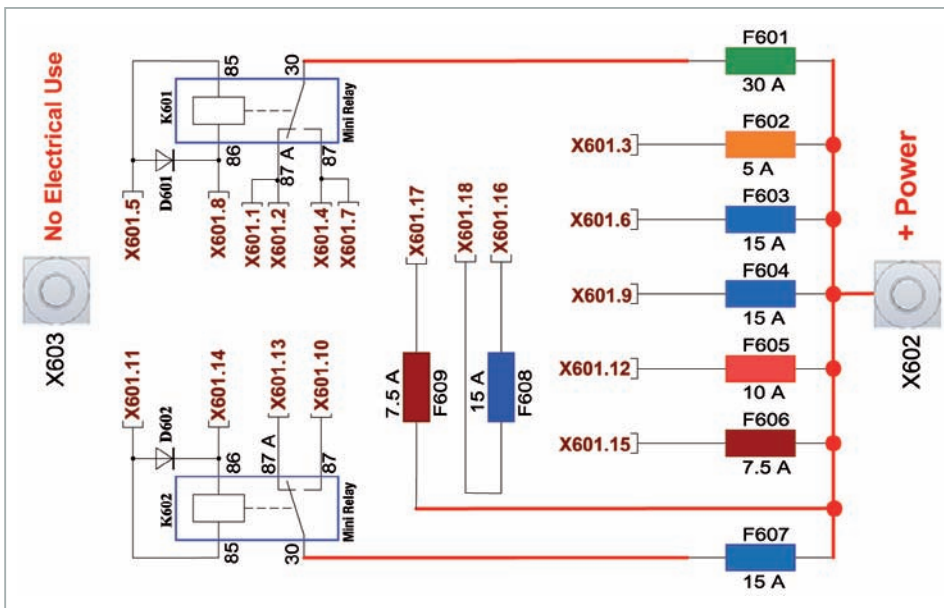 No Electrical Use
X603
85
30
K601
Mini Relay
86
87 A
87
D601
X601.5
X601.8
X601.1
X601.2
X601.4
X601.7
X601.17
X601.18
X601.16
7.5 A
F609
15 A
F608
X601.11
X601.14
X601.13
X601.10
D602
86
87 A
87
K602
Mini Relay
85
30
F601
30 A
X601.3
F602
5 A
X601.6
F603
15 A
X601.9
F604
15 A
X601.12
F605
10 A
X601.15
F606
7.5 A
F607
15 A
+ Power
X602